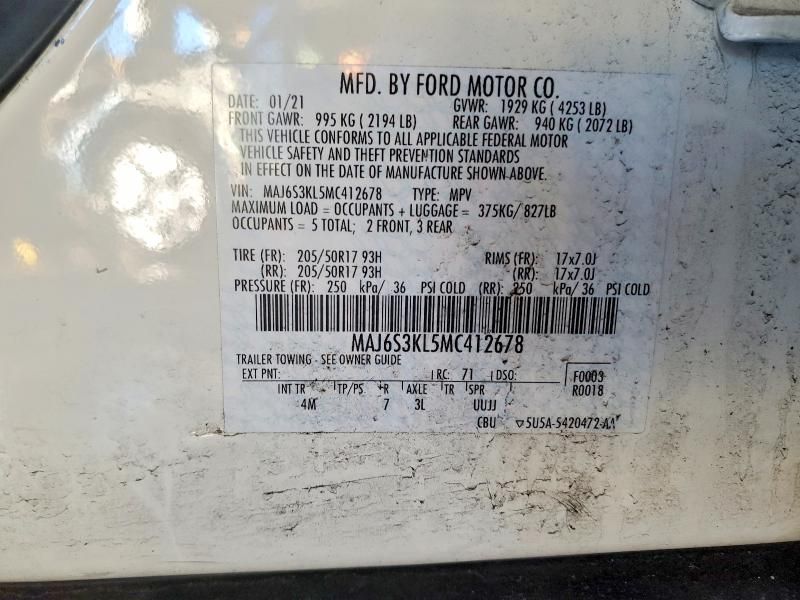 MFD. BY FORD MOTOR CO.
DATE: 01/21 GVWR: 1929 KG ( 4253 LB)
FRONT GAWR: 995 KG ( 2194 LB) REAR GAWR: 940 KG ( 2072 LB)
THIS VEHICLE CONFORMS TO ALL APPLICABLE FEDERAL MOTOR
VEHICLE SAFETY AND THEFT PREVENTION STANDARDS
IN EFFECT ON THE DATE OF MANUFACTURE SHOWN ABOVE.
VIN: MAJ6S3KL5MC412678 TYPE: MPV
MAXIMUM LOAD = OCCUPANTS + LUGGAGE = 375KG/ 827LB
OCCUPANTS = 5 TOTAL; 2 FRONT, 3 REAR
TIRE (FR): 205/50R17 93H RIMS (FR): 17x7.0J
(RR): 205/50R17 93H (RR): 17x7.0J
PRESSURE (FR): 250 kPa/ 36 PSI COLD (RR): 250 kPa/ 36 PSI COLD
MAJ6S3KL5MC412678
TRAILER TOWING - SEE OWNER GUIDE
EXT PNT: RC: 71 DSO: F0003
INT TR TP/PS R AXLE TR SPR R0018
4M 7 3L UUJJ
CBU ▽5U5A-5420472-AA